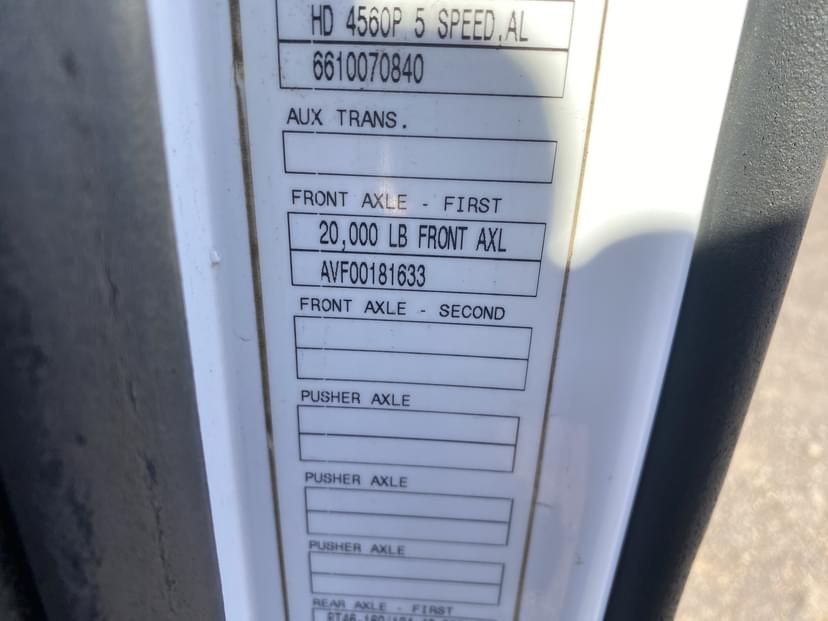 HD 4560P 5 SPEED,AL
6610070840
AUX TRANS.
FRONT AXLE - FIRST
20,000 LB FRONT AXL
AVF00181633
FRONT AXLE - SECOND
PUSHER AXLE
PUSHER AXLE
PUSHER AXLE
REAR AXLE - FIRST